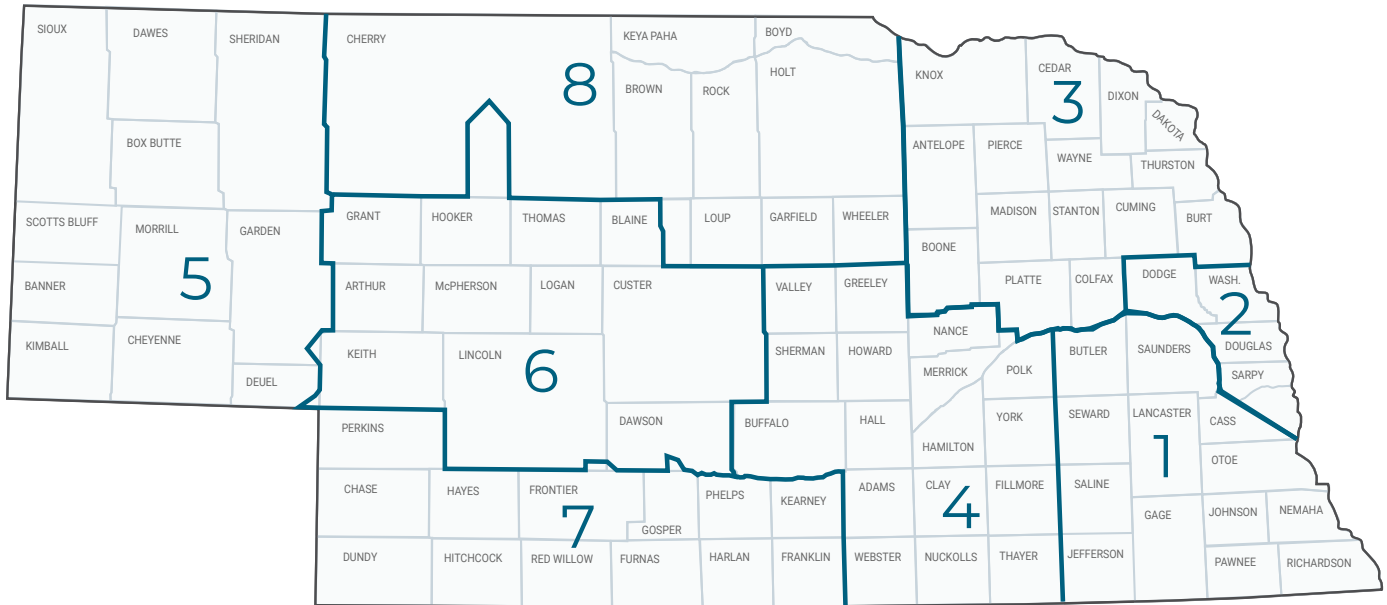 SIOUX
DAWES
SHERIDAN
CHERRY
KEYA PAHA
BOYD
8
BROWN
ROCK
HOLT
KNOX
CEDAR
3
DIXON
DAKOTA
BOX BUTTE
ANTELOPE
PIERCE
WAYNE
THURSTON
SCOTTS BLUFF
MORRILL
GARDEN
GRANT
HOOKER
THOMAS
BLAINE
LOUP
GARFIELD
WHEELER
BOONE
MADISON
STANTON
CUMING
BURT
BANNER
5
ARTHUR
McPHERSON
LOGAN
CUSTER
VALLEY
GREELEY
PLATTE
COLFAX
DODGE
WASH.
2
KIMBALL
CHEYENNE
DEUEL
KEITH
LINCOLN
6
SHERMAN
HOWARD
NANCE
MERRICK
POLK
BUTLER
SAUNDERS
DOUGLAS
SARPY
PERKINS
DAWSON
BUFFALO
HALL
HAMILTON
YORK
SEWARD
LANCASTER
1
CASS
OTOE
CHASE
HAYES
FRONTIER
7
GOSPER
PHELPS
KEARNEY
ADAMS
CLAY
4
FILLMORE
SALINE
GAGE
JOHNSON
NEMAHA
DUNDY
HITCHCOCK
RED WILLOW
FURNAS
HARLAN
FRANKLIN
WEBSTER
NUCKOLLS
THAYER
JEFFERSON
PAWNEE
RICHARDSON